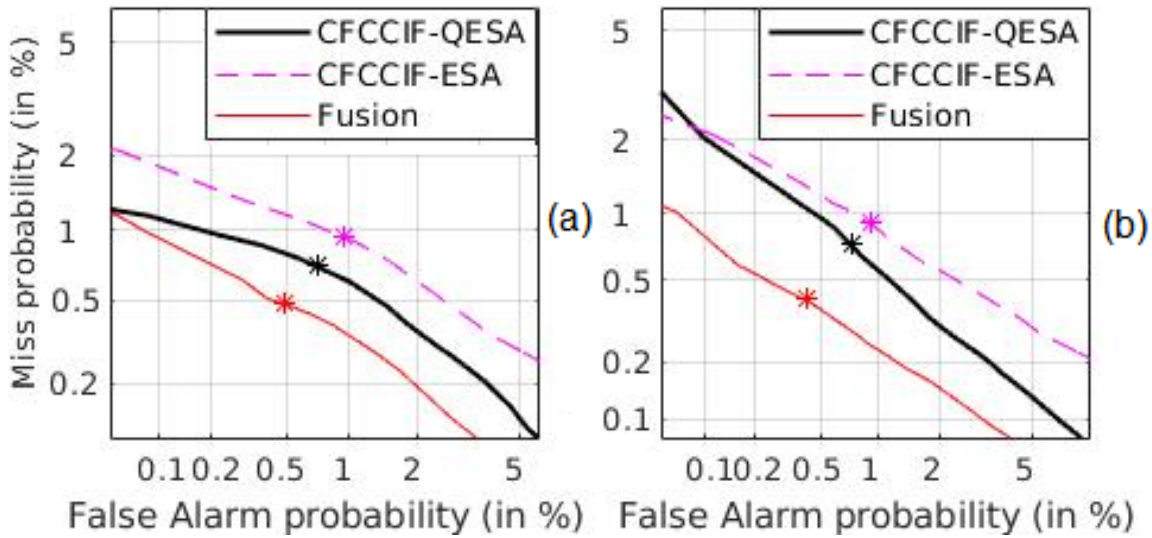 CFCCIF-QESA
CFCCIF-ESA
Fusion
Miss probability (in %)
5
2
1
0.5
0.2
0.1 0.2 0.5 1 2 5
False Alarm probability (in %)
(a)
CFCCIF-QESA
CFCCIF-ESA
Fusion
5
2
1
0.5
0.2
0.1
0.1 0.2 0.5 1 2 5
False Alarm probability (in %)
(b)